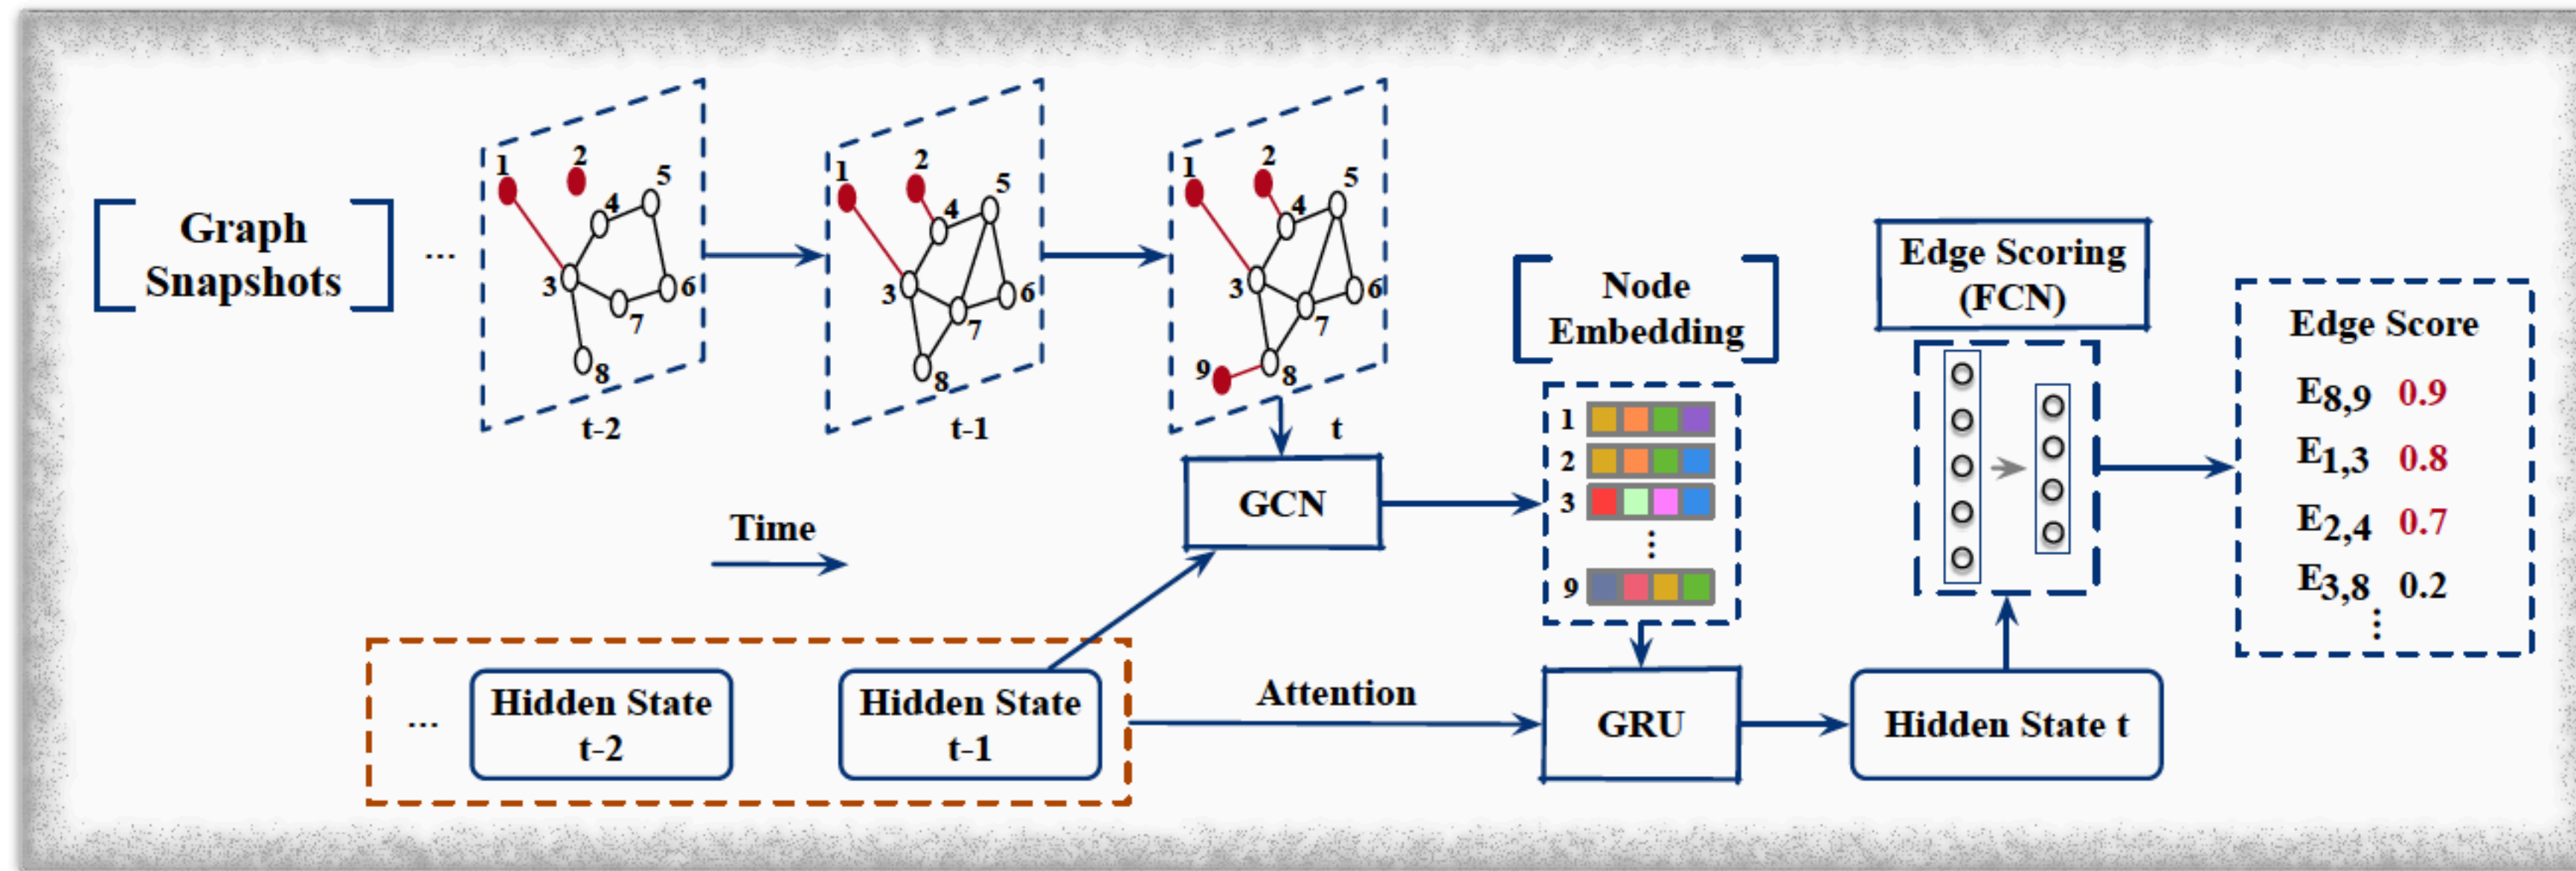 Graph
Snapshots
...
1
2
3
4
5
6
7
8
t-2
1
2
3
4
5
6
7
8
t-1
1
2
3
4
5
6
7
8
9
t
Time
GCN
Node
Embedding
1
2
3
⋮
9
Edge Scoring
(FCN)
Edge Score
E8,9 0.9
E1,3 0.8
E2,4 0.7
E3,8 0.2
⋮
...
Hidden State
t-2
Hidden State
t-1
Attention
GRU
Hidden State t